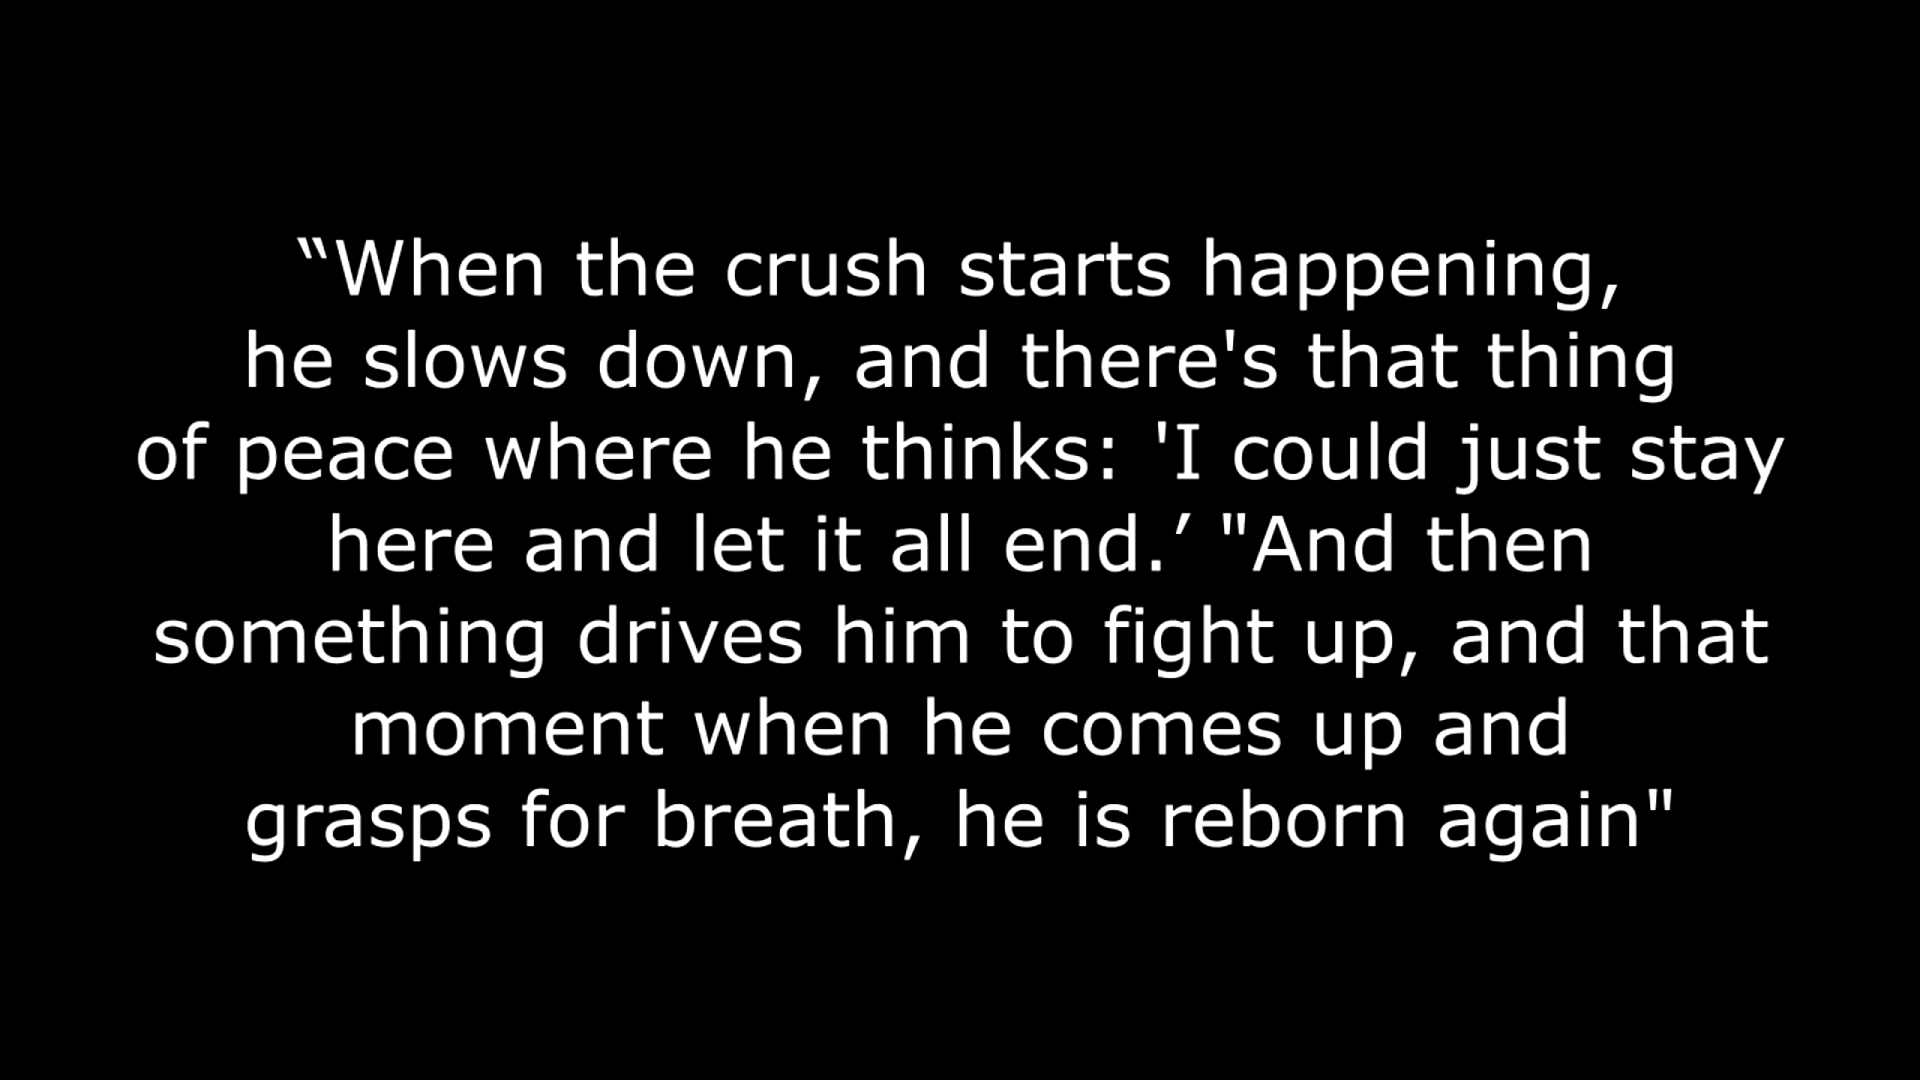 “When the crush starts happening,
he slows down, and there's that thing
of peace where he thinks: 'I could just stay
here and let it all end.’ "And then
something drives him to fight up, and that
moment when he comes up and
grasps for breath, he is reborn again"